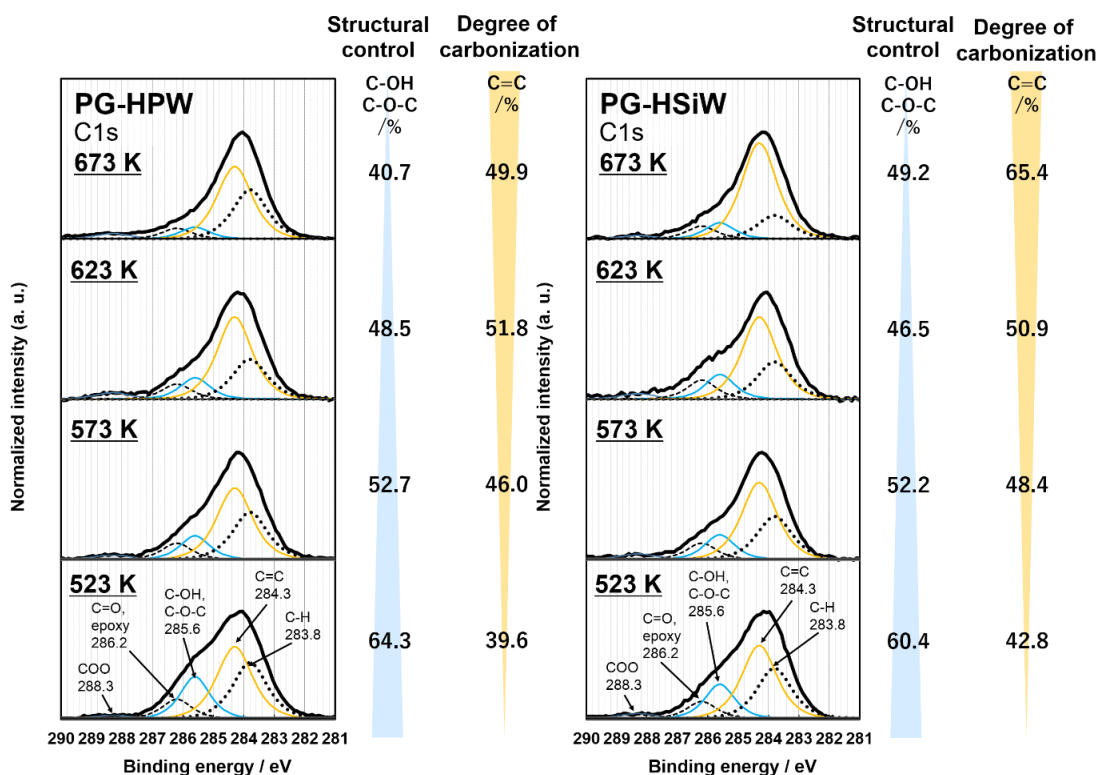 Structural
control
Degree of
carbonization
C-OH
C-O-C
/%
C=C
/%
PG-HPW
C1s
673 K
40.7
49.9
623 K
48.5
51.8
573 K
52.7
46.0
523 K
64.3
39.6
COO
288.3
C=O,
epoxy
286.2
C-OH,
C-O-C
285.6
C=C
284.3
C-H
283.8
Normalized intensity (a. u.)
290 289 288 287 286 285 284 283 282 281
Binding energy / eV
Structural
control
Degree of
carbonization
C-OH
C-O-C
/%
C=C
/%
PG-HSiW
C1s
673 K
49.2
65.4
623 K
46.5
50.9
573 K
52.2
48.4
523 K
60.4
42.8
COO
288.3
C=O,
epoxy
286.2
C-OH,
C-O-C
285.6
C=C
284.3
C-H
283.8
Normalized intensity (a. u.)
290 289 288 287 286 285 284 283 282 281
Binding energy / eV